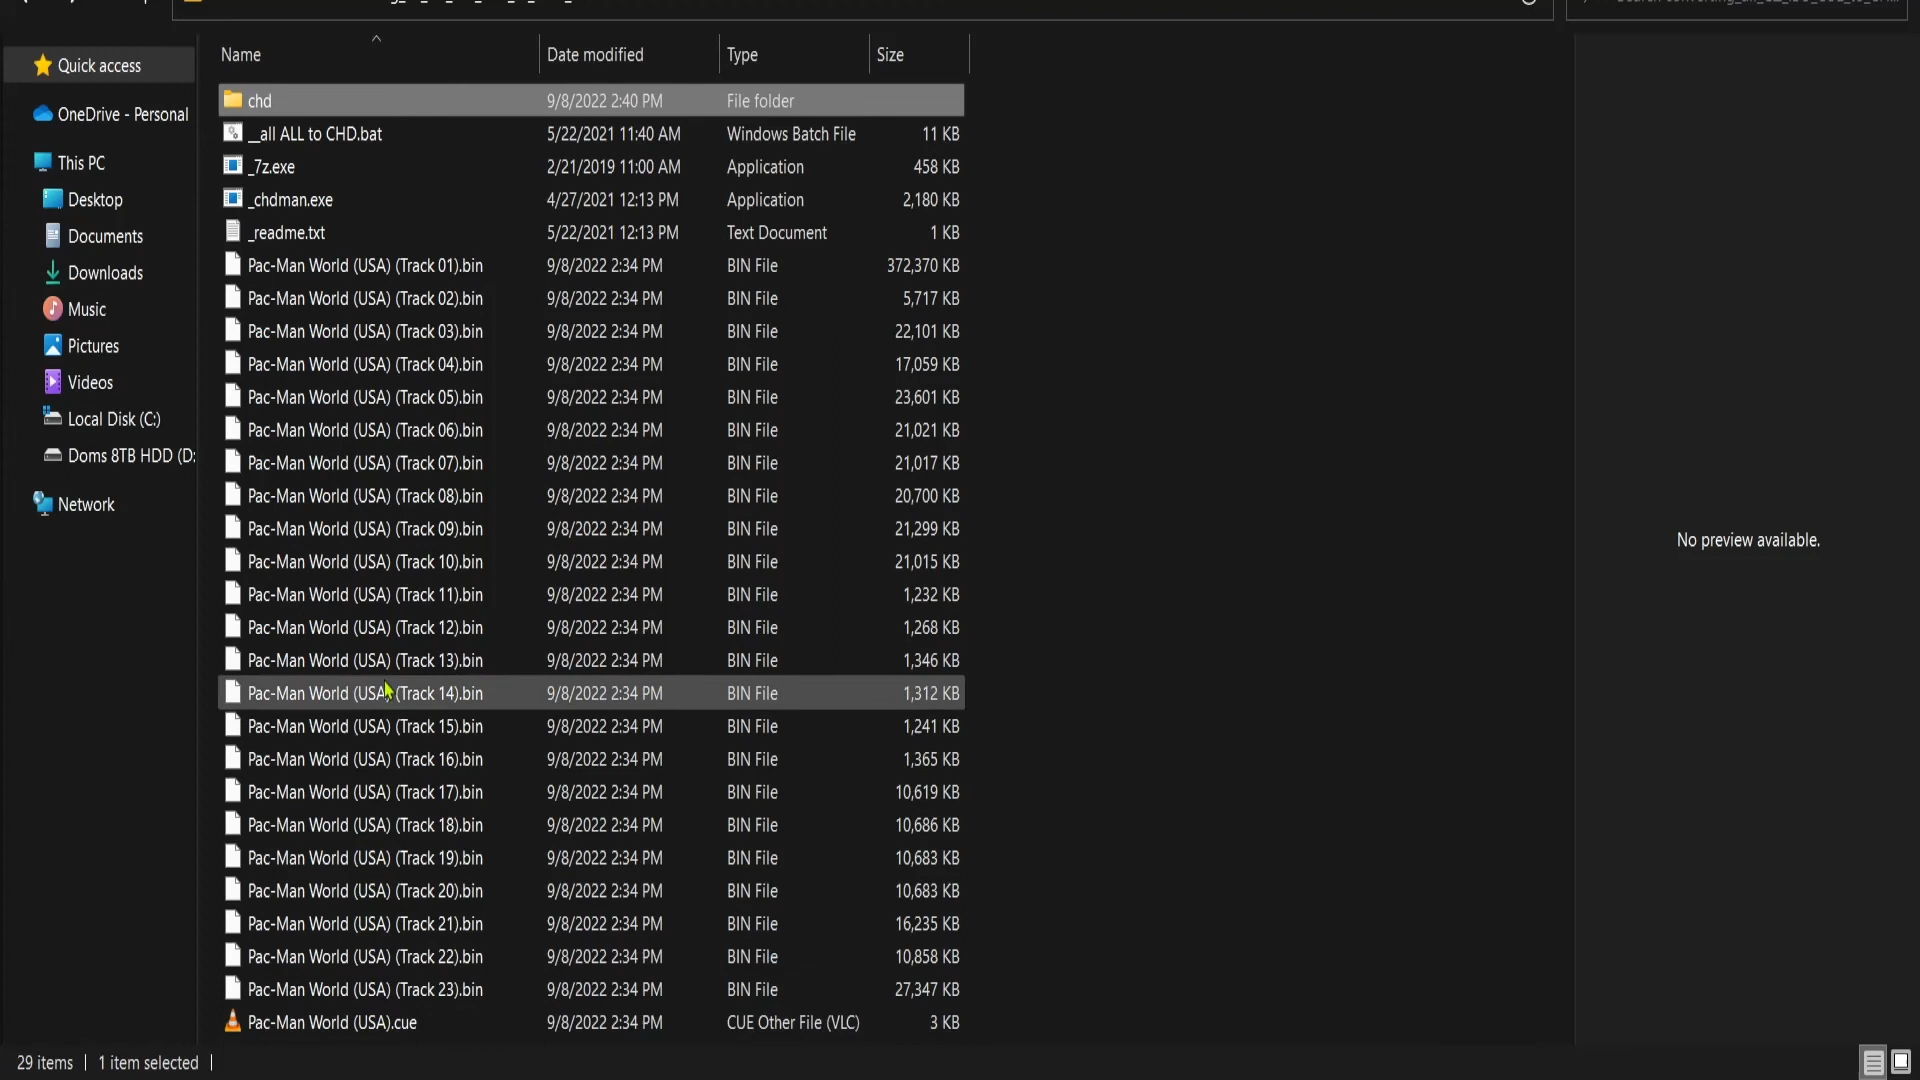 Name Date modified Type Size
Quick access
OneDrive - Personal
This PC
Desktop
Documents
Downloads
Music
Pictures
Videos
Local Disk (C:)
Doms 8TB HDD (D:
Network
chd 9/8/2022 2:40 PM File folder
__all ALL to CHD.bat 5/22/2021 11:40 AM Windows Batch File 11 KB
_7z.exe 2/21/2019 11:00 AM Application 458 KB
_chdman.exe 4/27/2021 12:13 PM Application 2,180 KB
_readme.txt 5/22/2021 12:13 PM Text Document 1 KB
Pac-Man World (USA) (Track 01).bin 9/8/2022 2:34 PM BIN File 372,370 KB
Pac-Man World (USA) (Track 02).bin 9/8/2022 2:34 PM BIN File 5,717 KB
Pac-Man World (USA) (Track 03).bin 9/8/2022 2:34 PM BIN File 22,101 KB
Pac-Man World (USA) (Track 04).bin 9/8/2022 2:34 PM BIN File 17,059 KB
Pac-Man World (USA) (Track 05).bin 9/8/2022 2:34 PM BIN File 23,601 KB
Pac-Man World (USA) (Track 06).bin 9/8/2022 2:34 PM BIN File 21,021 KB
Pac-Man World (USA) (Track 07).bin 9/8/2022 2:34 PM BIN File 21,017 KB
Pac-Man World (USA) (Track 08).bin 9/8/2022 2:34 PM BIN File 20,700 KB
Pac-Man World (USA) (Track 09).bin 9/8/2022 2:34 PM BIN File 21,299 KB
Pac-Man World (USA) (Track 10).bin 9/8/2022 2:34 PM BIN File 21,015 KB
Pac-Man World (USA) (Track 11).bin 9/8/2022 2:34 PM BIN File 1,232 KB
Pac-Man World (USA) (Track 12).bin 9/8/2022 2:34 PM BIN File 1,268 KB
Pac-Man World (USA) (Track 13).bin 9/8/2022 2:34 PM BIN File 1,346 KB
Pac-Man World (USA) (Track 14).bin 9/8/2022 2:34 PM BIN File 1,312 KB
Pac-Man World (USA) (Track 15).bin 9/8/2022 2:34 PM BIN File 1,241 KB
Pac-Man World (USA) (Track 16).bin 9/8/2022 2:34 PM BIN File 1,365 KB
Pac-Man World (USA) (Track 17).bin 9/8/2022 2:34 PM BIN File 10,619 KB
Pac-Man World (USA) (Track 18).bin 9/8/2022 2:34 PM BIN File 10,686 KB
Pac-Man World (USA) (Track 19).bin 9/8/2022 2:34 PM BIN File 10,683 KB
Pac-Man World (USA) (Track 20).bin 9/8/2022 2:34 PM BIN File 10,683 KB
Pac-Man World (USA) (Track 21).bin 9/8/2022 2:34 PM BIN File 16,235 KB
Pac-Man World (USA) (Track 22).bin 9/8/2022 2:34 PM BIN File 10,858 KB
Pac-Man World (USA) (Track 23).bin 9/8/2022 2:34 PM BIN File 27,347 KB
Pac-Man World (USA).cue 9/8/2022 2:34 PM CUE Other File (VLC) 3 KB
No preview available.
29 items 1 item selected